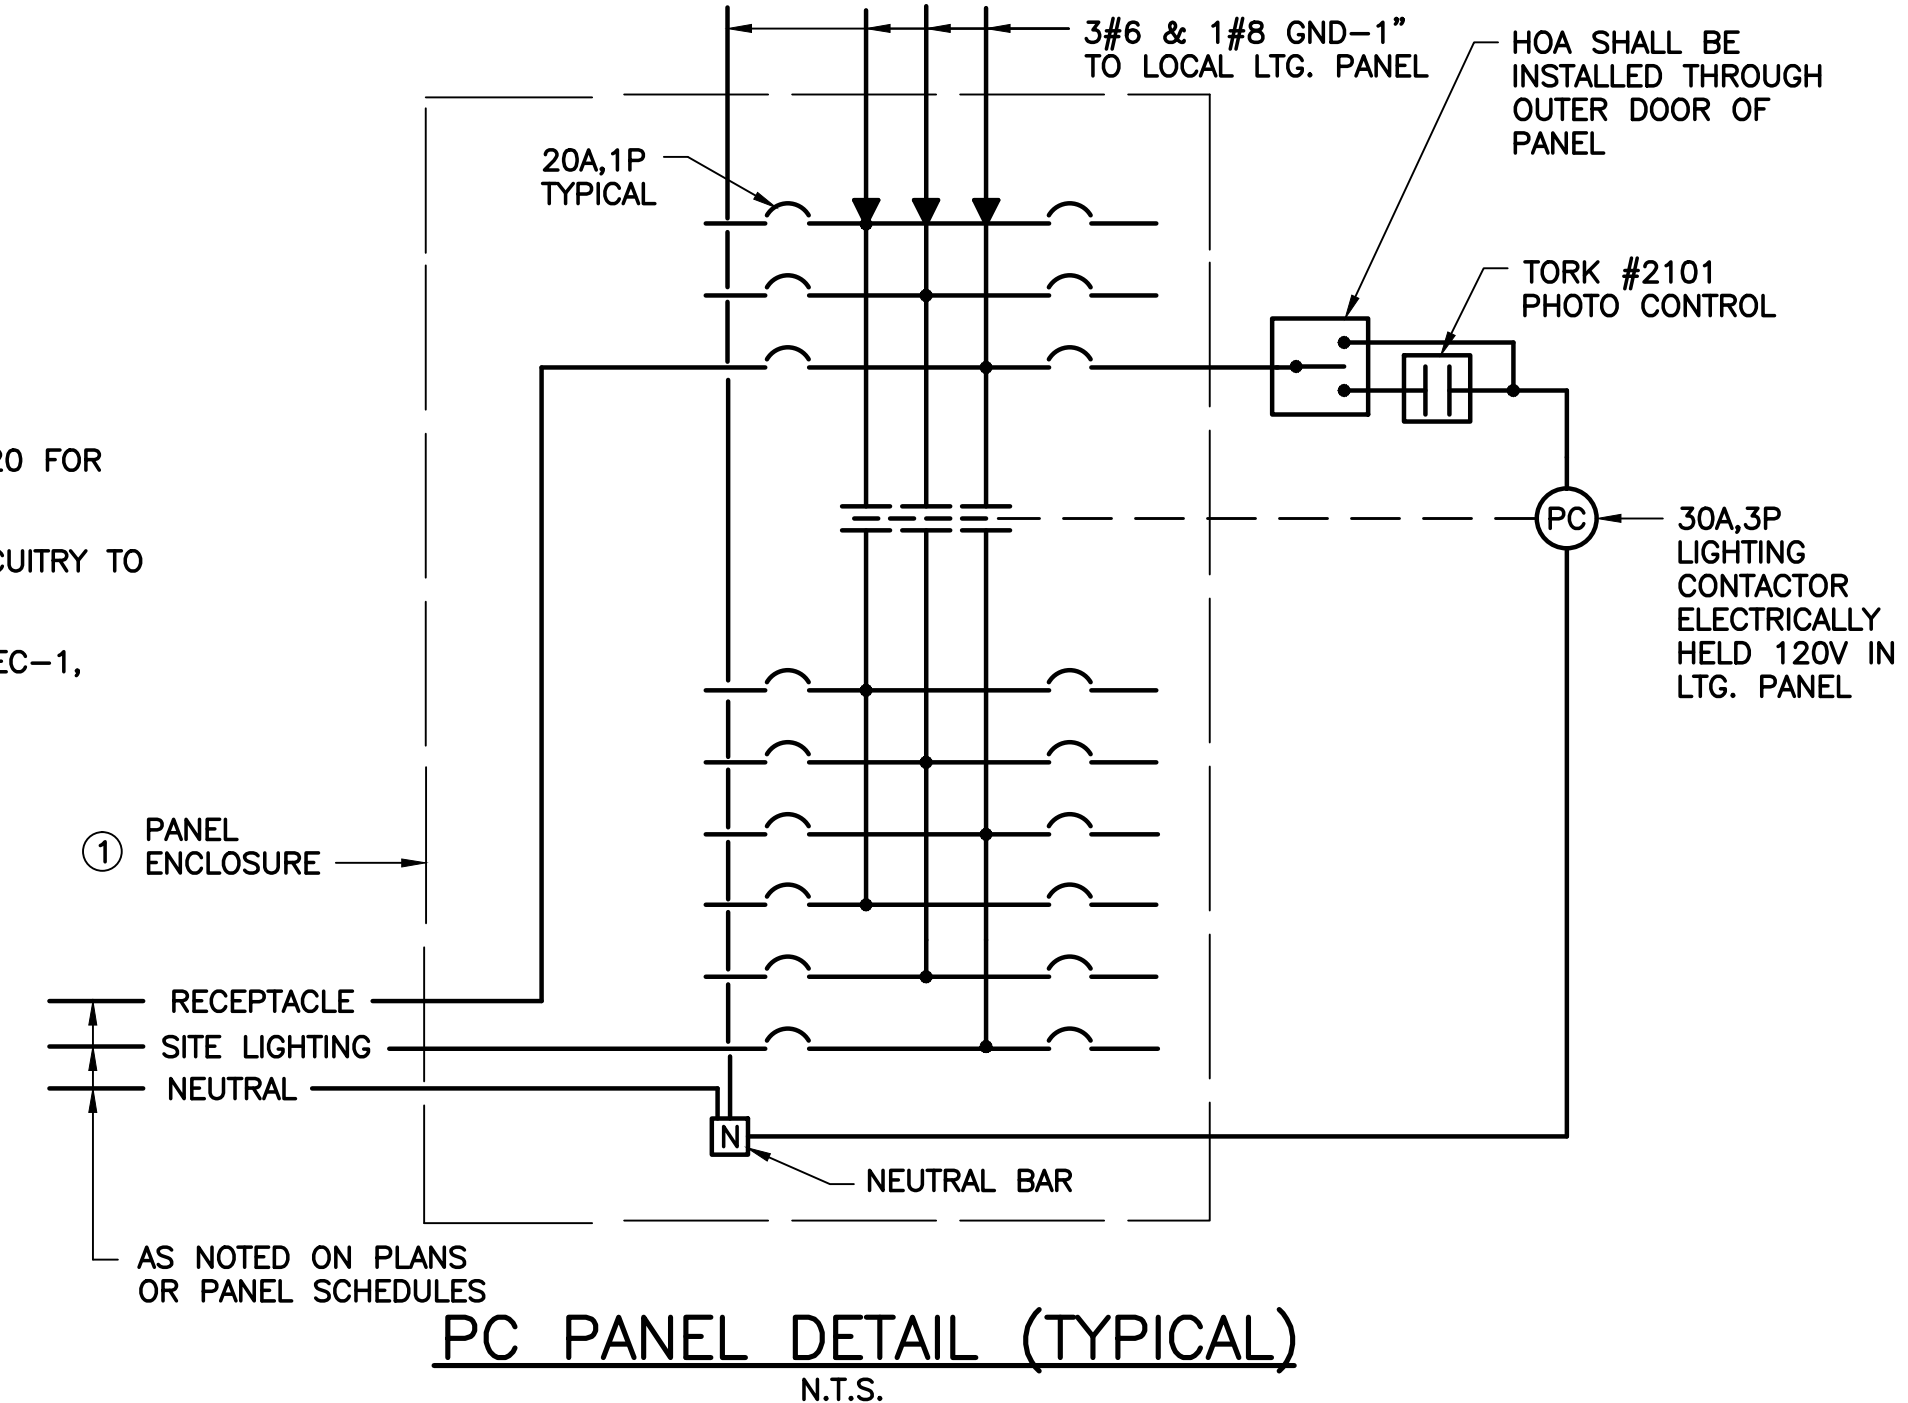 3#6 & 1#8 GND-1"
TO LOCAL LTG. PANEL
HOA SHALL BE
INSTALLED THROUGH
OUTER DOOR OF
PANEL
20A,1P
TYPICAL
TORK #2101
PHOTO CONTROL
20 FOR
CUITRY TO
EC-1,
PC
30A,3P
LIGHTING
CONTACTOR
ELECTRICALLY
HELD 120V IN
LTG. PANEL
1 PANEL
ENCLOSURE
RECEPTACLE
SITE LIGHTING
NEUTRAL
N
NEUTRAL BAR
AS NOTED ON PLANS
OR PANEL SCHEDULES
PC PANEL DETAIL (TYPICAL)
N.T.S.